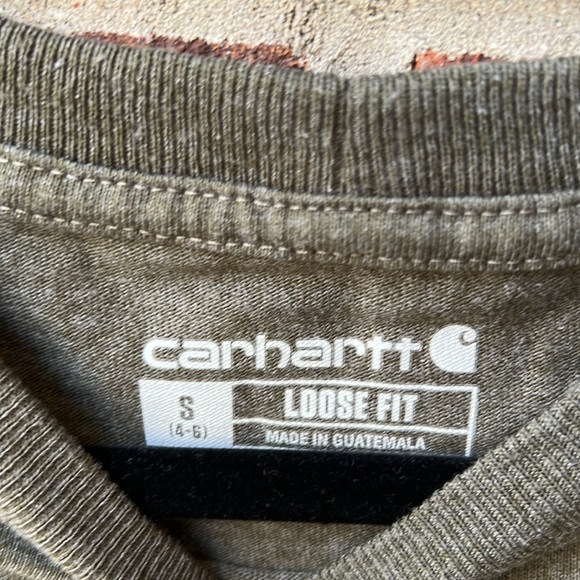 carhartt
S
(4-6)
LOOSE FIT
MADE IN GUATEMALA